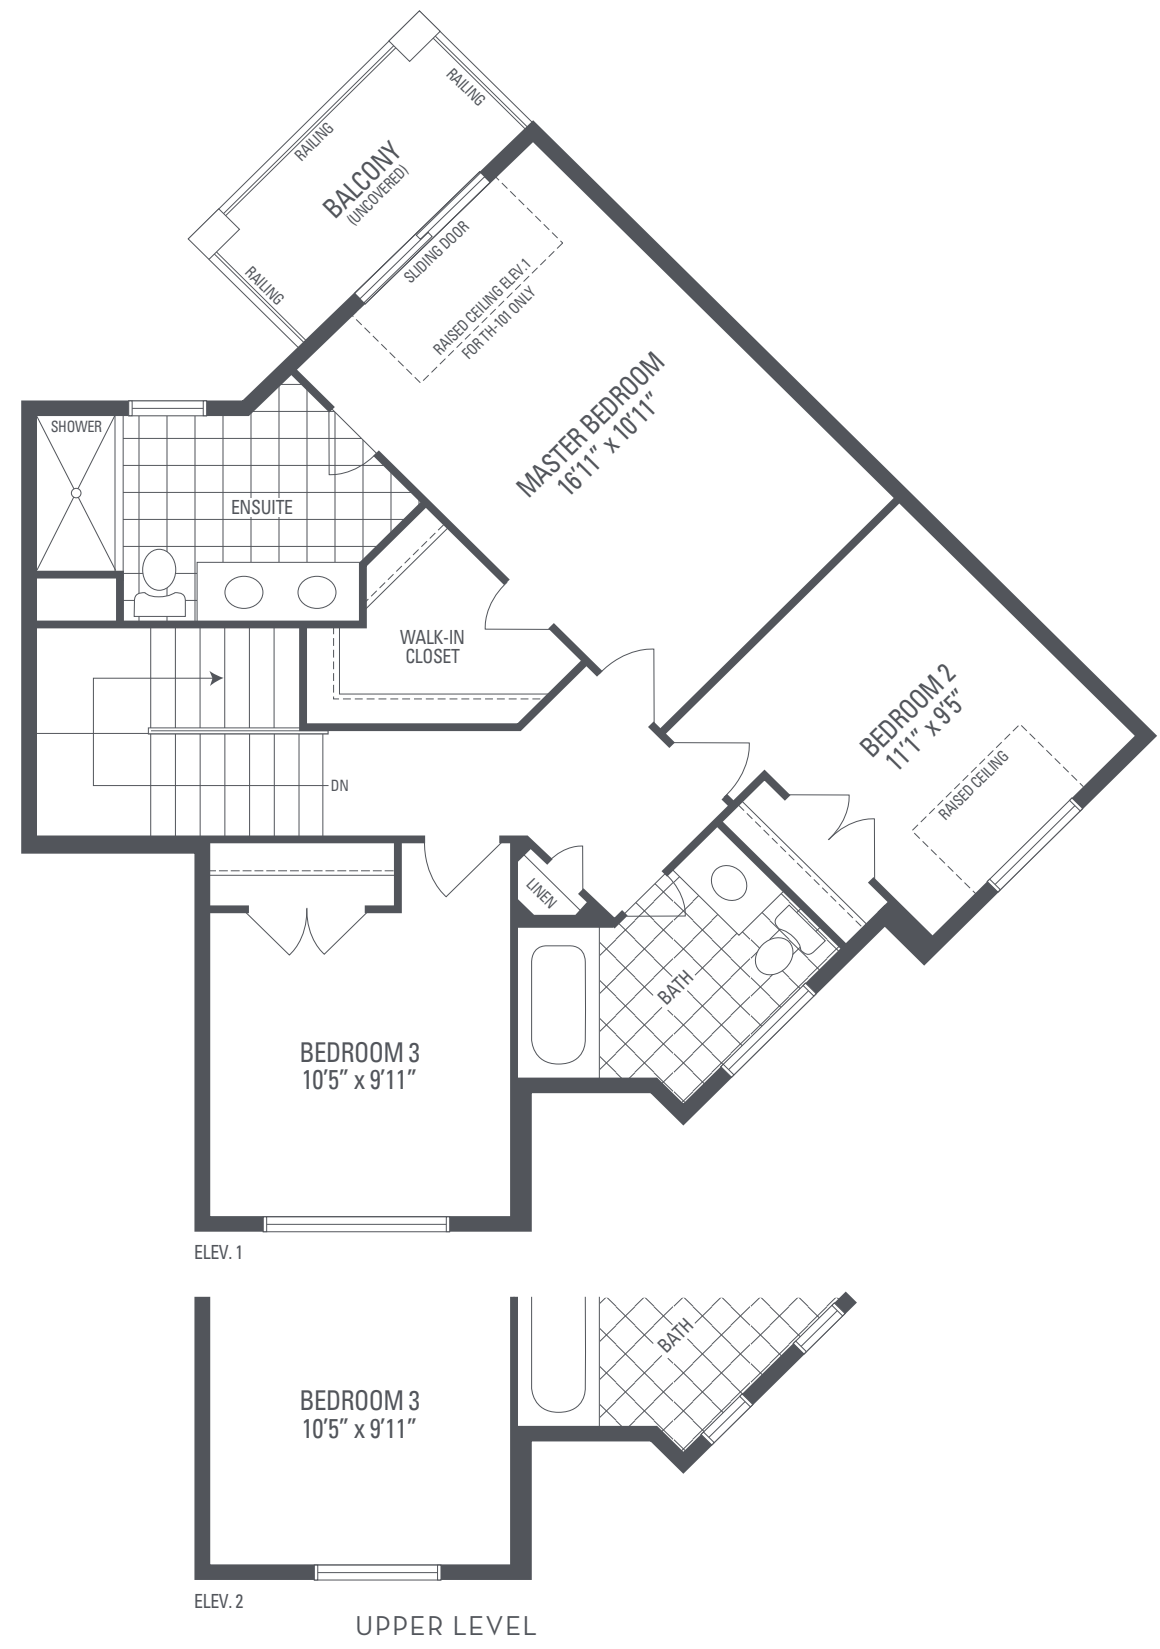 RAILING
RAILING
BALCONY
(UNCOVERED)
RAILING
SLIDING DOOR
RAISED CEILING ELEV.1
FOR TH-101 ONLY
MASTER BEDROOM
16'11" x 10'11"
SHOWER
ENSUITE
WALK-IN
CLOSET
BEDROOM 2
11'1" x 9'5"
RAISED CEILING
DN
LINEN
BATH
BEDROOM 3
10'5" x 9'11"
ELEV. 1
BATH
BEDROOM 3
10'5" x 9'11"
ELEV. 2
UPPER LEVEL